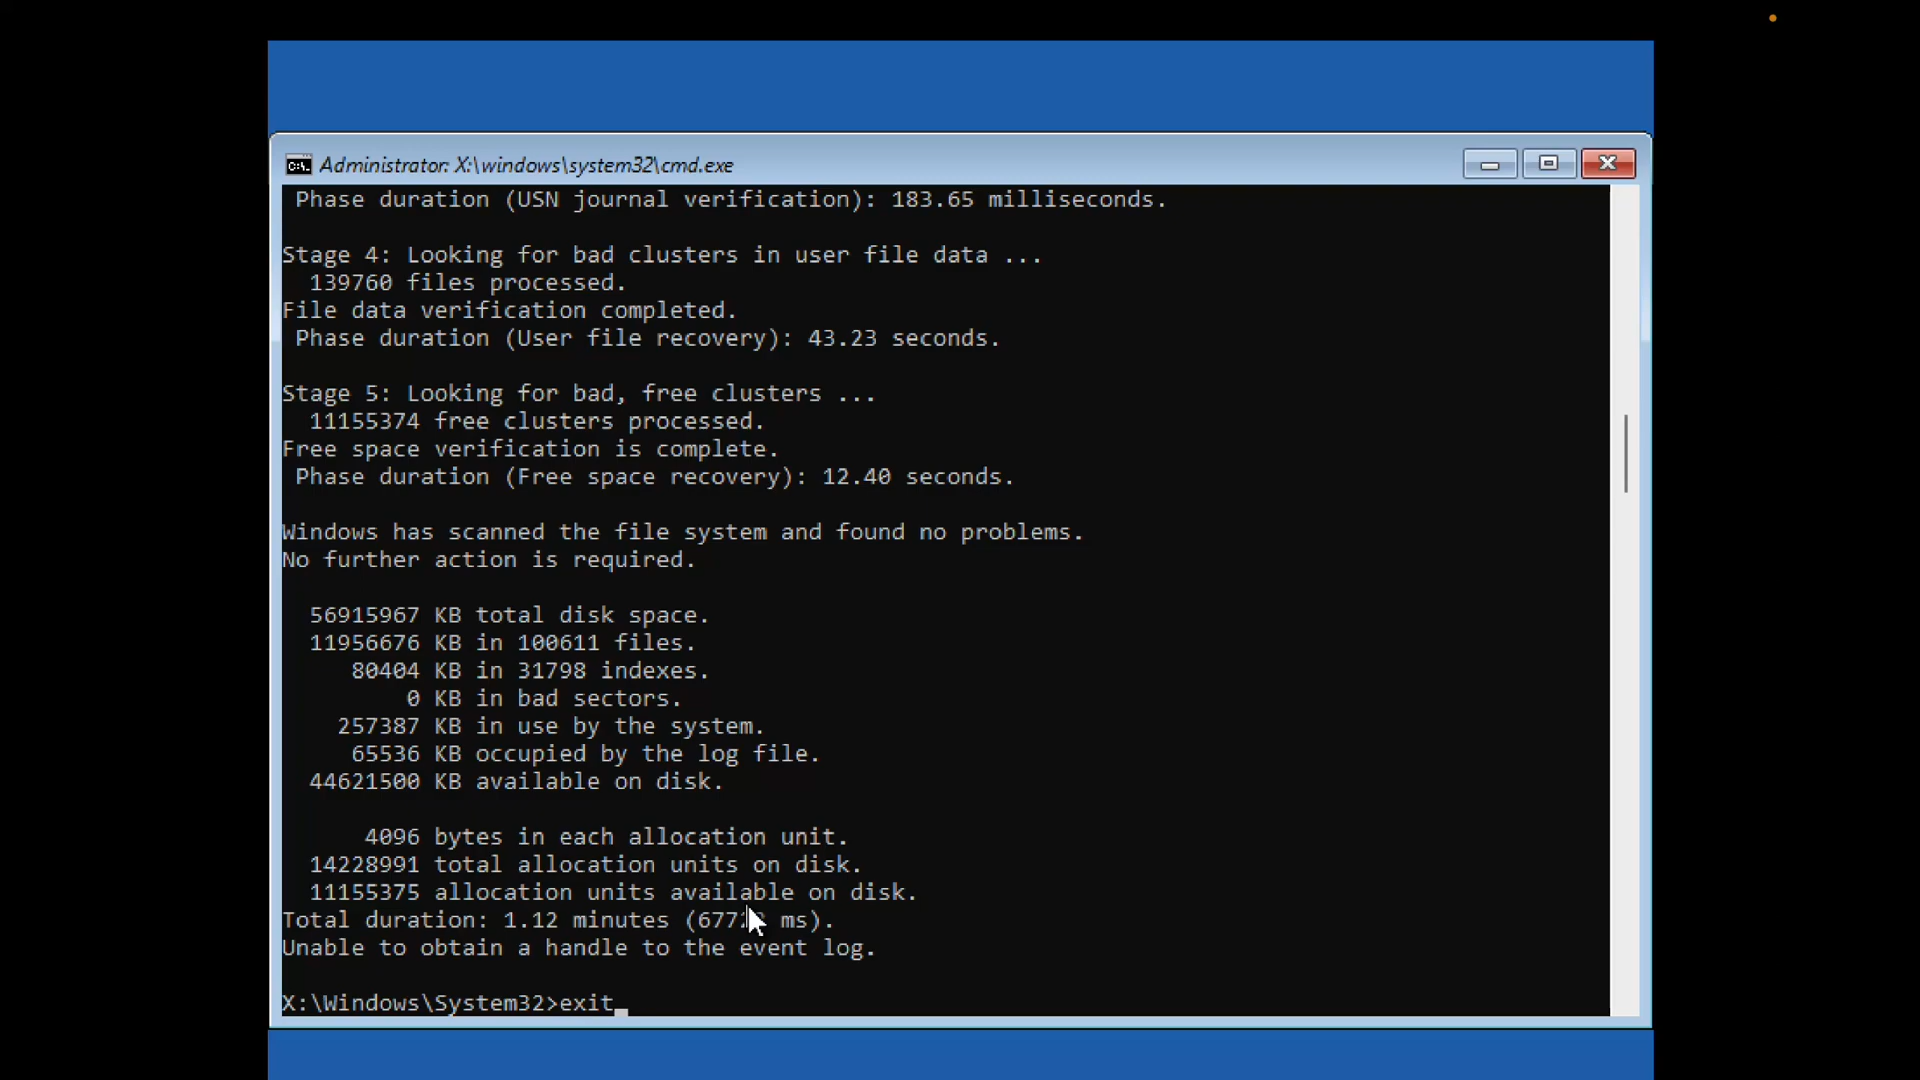 Administrator: X:\windows\system32\cmd.exe
Phase duration (USN journal verification): 183.65 milliseconds.
Stage 4: Looking for bad clusters in user file data ...
139760 files processed.
File data verification completed.
Phase duration (User file recovery): 43.23 seconds.
Stage 5: Looking for bad, free clusters ...
11155374 free clusters processed.
Free space verification is complete.
Phase duration (Free space recovery): 12.40 seconds.
Windows has scanned the file system and found no problems.
No further action is required.
56915967 KB total disk space.
11956676 KB in 100611 files.
80404 KB in 31798 indexes.
0 KB in bad sectors.
257387 KB in use by the system.
65536 KB occupied by the log file.
44621500 KB available on disk.
4096 bytes in each allocation unit.
14228991 total allocation units on disk.
11155375 allocation units available on disk.
Total duration: 1.12 minutes ms).
Unable to obtain a handle to the event log.
X:\Windows\System32>exit_